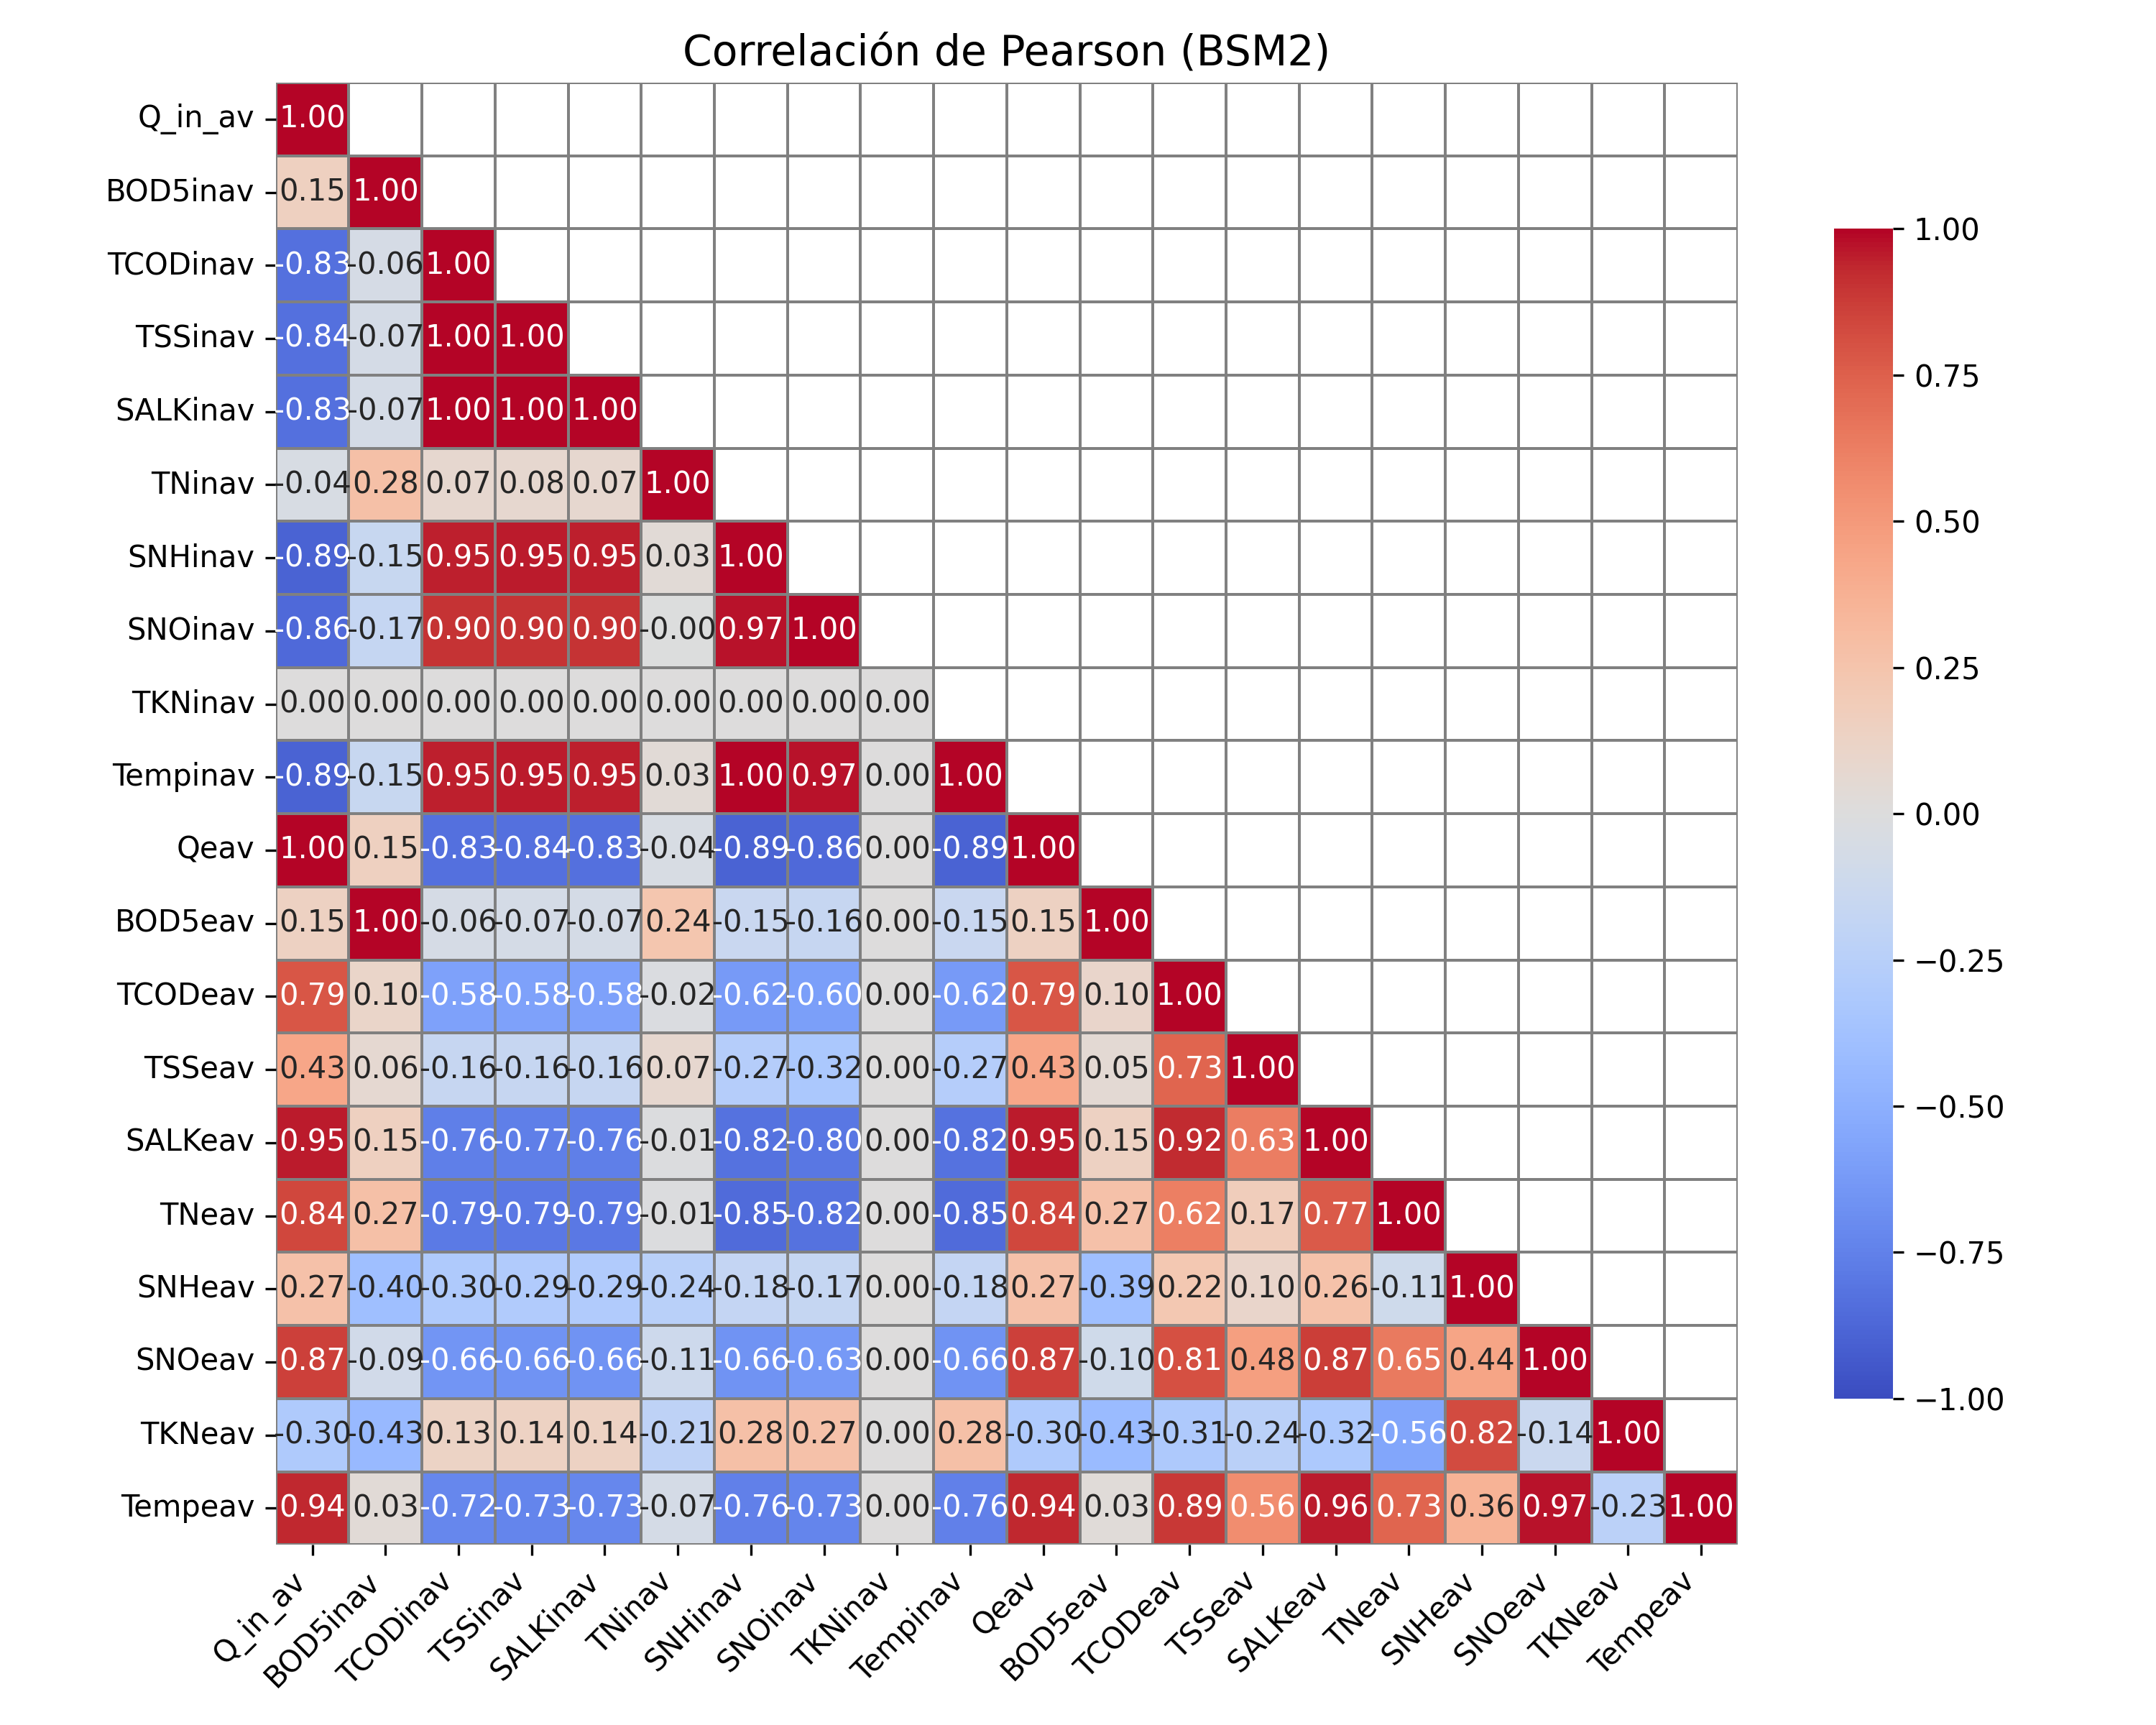 Correlación de Pearson (BSM2)
Q_in_av 1.00
BOD5inav 0.15 1.00
TCODinav -0.83 -0.06 1.00
TSSinav -0.84 -0.07 1.00 1.00
SALKinav -0.83 -0.07 1.00 1.00 1.00
TNinav -0.04 0.28 0.07 0.08 0.07 1.00
SNHinav -0.89 -0.15 0.95 0.95 0.95 0.03 1.00
SNOinav -0.86 -0.17 0.90 0.90 0.90 -0.00 0.97 1.00
TKNinav 0.00 0.00 0.00 0.00 0.00 0.00 0.00 0.00 0.00
Tempinav -0.89 -0.15 0.95 0.95 0.95 0.03 1.00 0.97 0.00 1.00
Qeav 1.00 0.15 -0.83 -0.84 -0.83 -0.04 -0.89 -0.86 0.00 -0.89 1.00
BOD5eav 0.15 1.00 -0.06 -0.07 -0.07 0.24 -0.15 -0.16 0.00 -0.15 0.15 1.00
TCODeav 0.79 0.10 -0.58 -0.58 -0.58 -0.02 -0.62 -0.60 0.00 -0.62 0.79 0.10 1.00
TSSeav 0.43 0.06 -0.16 -0.16 -0.16 0.07 -0.27 -0.32 0.00 -0.27 0.43 0.05 0.73 1.00
SALKeav 0.95 0.15 -0.76 -0.77 -0.76 -0.01 -0.82 -0.80 0.00 -0.82 0.95 0.15 0.92 0.63 1.00
TNeav 0.84 0.27 -0.79 -0.79 -0.79 -0.01 -0.85 -0.82 0.00 -0.85 0.84 0.27 0.62 0.17 0.77 1.00
SNHeav 0.27 -0.40 -0.30 -0.29 -0.29 -0.24 -0.18 -0.17 0.00 -0.18 0.27 -0.39 0.22 0.10 0.26 -0.11 1.00
SNOeav 0.87 -0.09 -0.66 -0.66 -0.66 -0.11 -0.66 -0.63 0.00 -0.66 0.87 -0.10 0.81 0.48 0.87 0.65 0.44 1.00
TKNeav -0.30 -0.43 0.13 0.14 0.14 -0.21 0.28 0.27 0.00 0.28 -0.30 -0.43 -0.31 -0.24 -0.32 -0.56 0.82 -0.14 1.00
Tempeav 0.94 0.03 -0.72 -0.73 -0.73 -0.07 -0.76 -0.73 0.00 -0.76 0.94 0.03 0.89 0.56 0.96 0.73 0.36 0.97 -0.23 1.00
Q_in_av BOD5inav TCODinav TSSinav SALKinav TNinav SNHinav SNOinav TKNinav Tempinav Qeav BOD5eav TCODeav TSSeav SALKeav TNeav SNHeav SNOeav TKNeav Tempeav
1.00
0.75
0.50
0.25
0.00
−0.25
−0.50
−0.75
−1.00